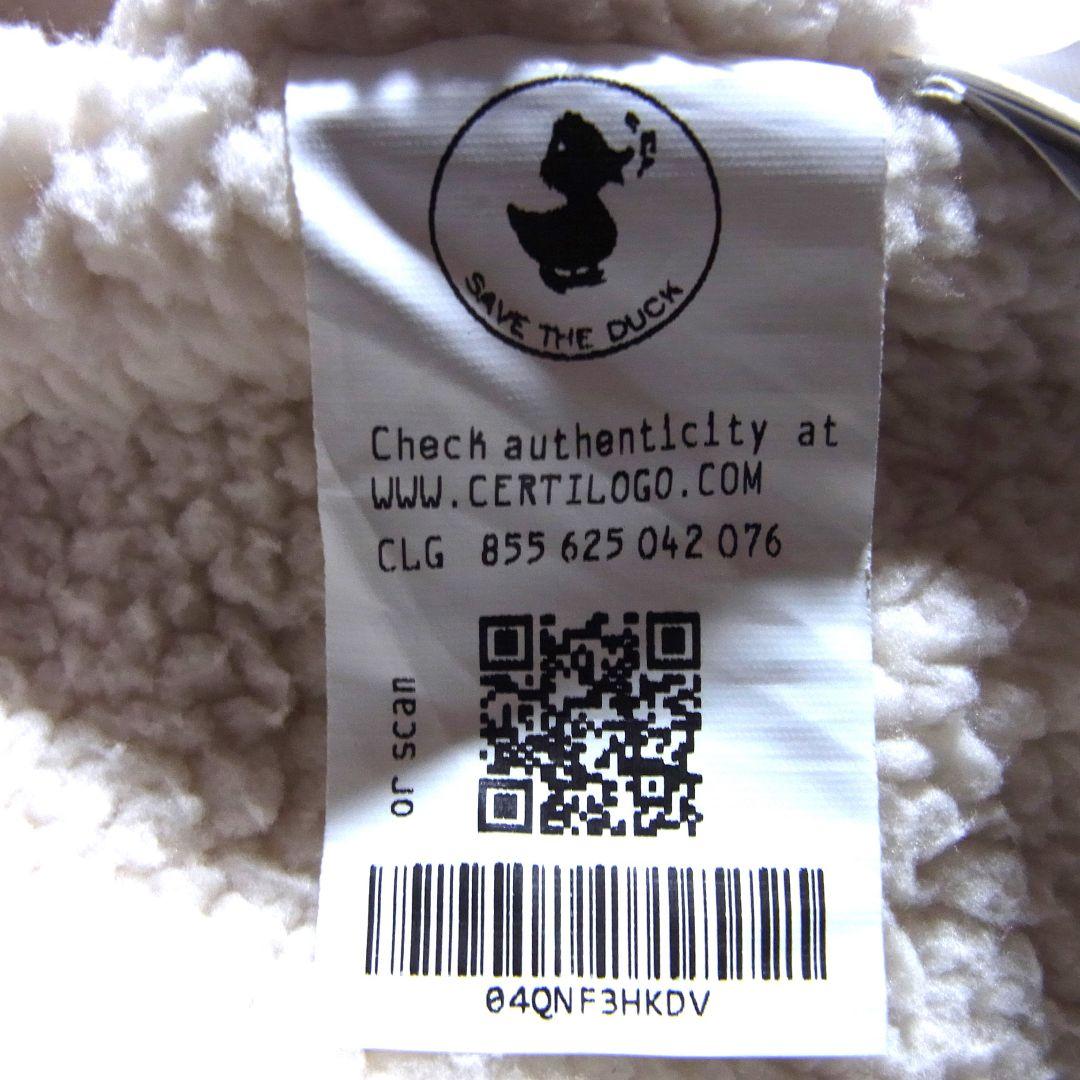 SAVE THE DUCK
Check authenticity at
WWW.CERTILOGO.COM
CLG 855 625 042 076
or scan
04QNF3HKDV